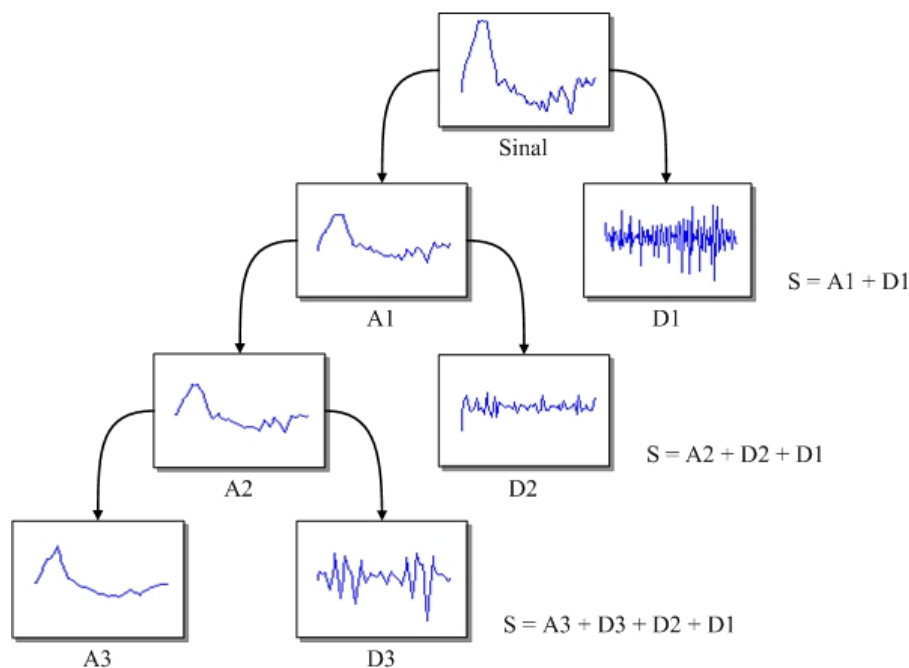 Sinal
A1
D1
S = A1 + D1
A2
D2
S = A2 + D2 + D1
A3
D3
S = A3 + D3 + D2 + D1